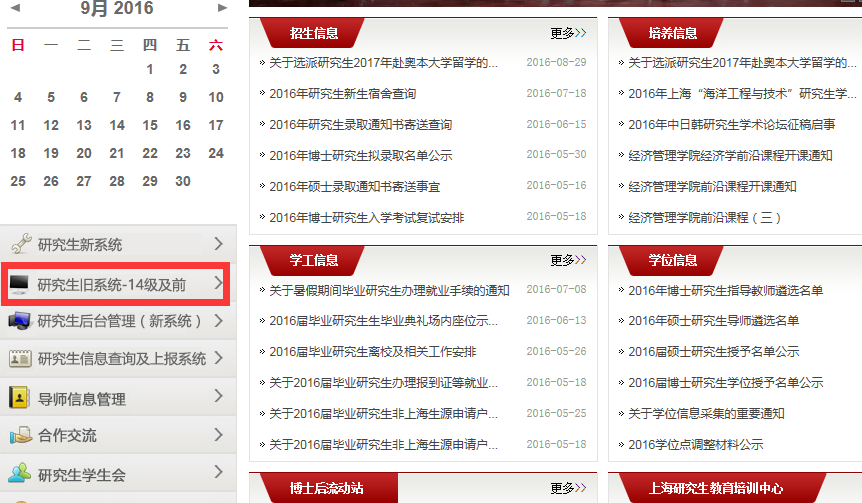 ◄ 9月 2016 ►
日 一 二 三 四 五 六
1 2 3
4 5 6 7 8 9 10
11 12 13 14 15 16 17
18 19 20 21 22 23 24
25 26 27 28 29 30
研究生新系统
研究生旧系统-14级及前
研究生后台管理（新系统）
研究生信息查询及上报系统
导师信息管理
合作交流
研究生学生会
招生信息 更多>>
关于选派研究生2017年赴奥本大学留学的... 2016-08-29
2016年研究生新生宿舍查询 2016-07-18
2016年研究生录取通知书寄送查询 2016-06-15
2016年博士研究生拟录取名单公示 2016-05-30
2016年硕士录取通知书寄送事宜 2016-05-16
2016年博士研究生入学考试复试安排 2016-05-18
培养信息
关于选派研究生2017年赴奥本大学留学的...
2016年上海“海洋工程与技术”研究生学...
2016年中日韩研究生学术论坛征稿启事
经济管理学院经济学前沿课程开课通知
经济管理学院前沿课程开课通知
经济管理学院前沿课程（三）
学工信息 更多>>
关于暑假期间毕业研究生办理就业手续的通知 2016-07-08
2016届毕业研究生生毕业典礼场内座位示... 2016-06-13
2016届毕业研究生离校及相关工作安排 2016-05-26
关于2016届毕业研究生办理报到证等就业... 2016-05-18
关于2016届毕业研究生非上海生源申请户... 2016-05-25
关于2016届毕业研究生非上海生源申请户... 2016-05-18
学位信息
2016年博士研究生指导教师遴选名单
2016年硕士研究生导师遴选名单
2016届硕士研究生授予名单公示
2016届博士研究生学位授予名单公示
关于学位信息采集的重要通知
2016学位点调整材料公示
博士后流动站 更多>>
上海研究生教育培训中心